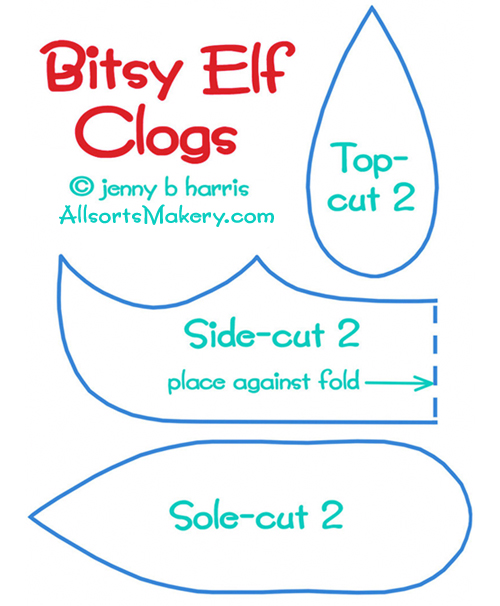 Bitsy Elf
Clogs
© jenny b harris
AllsortsMakery.com
Top-
cut 2
Side-cut 2
place against fold
Sole-cut 2